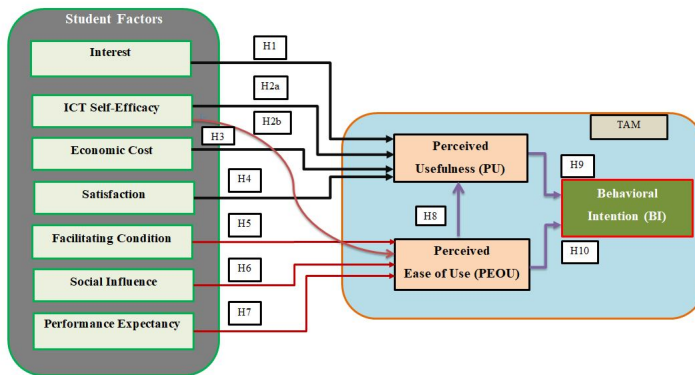 Student Factors
Interest
ICT Self-Efficacy
Economic Cost
Satisfaction
Facilitating Condition
Social Influence
Performance Expectancy
H1
H2a
H2b
H3
H4
H5
H6
H7
TAM
Perceived
Usefulness (PU)
H8
Perceived
Ease of Use (PEOU)
H9
Behavioral
Intention (BI)
H10